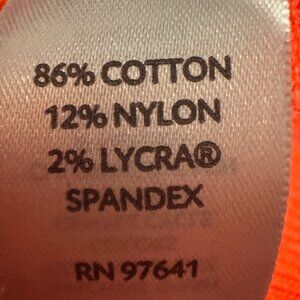 86% COTTON
12% NYLON
2% LYCRA®
SPANDEX
RN 97641